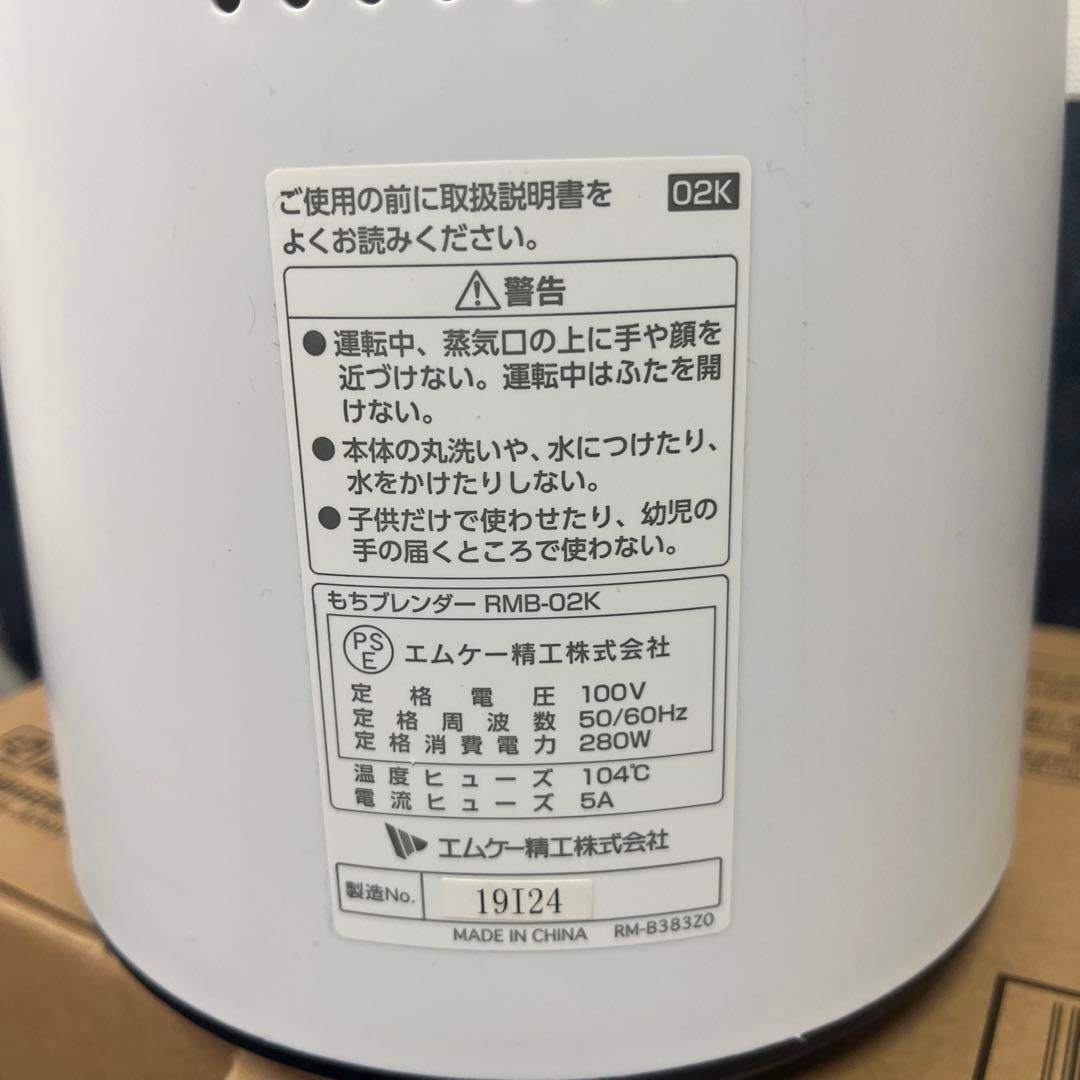 ご使用の前に取扱説明書を
02K
よくお読みください。
警告
●運転中、蒸気口の上に手や顔を
近づけない。運転中はふたを開
けない。
●本体の丸洗いや、水につけたり、
水をかけたりしない。
●子供だけで使わせたり、幼児の
手の届くところで使わない。
もちブレンダー RMB-02K
PSE エムケー精工株式会社
定格電圧 100V
定格周波数 50/60Hz
定格消費電力 280W
温度ヒューズ 104℃
電流ヒューズ 5A
エムケー精工株式会社
製造No. 19I24
MADE IN CHINA RM-B383Z0